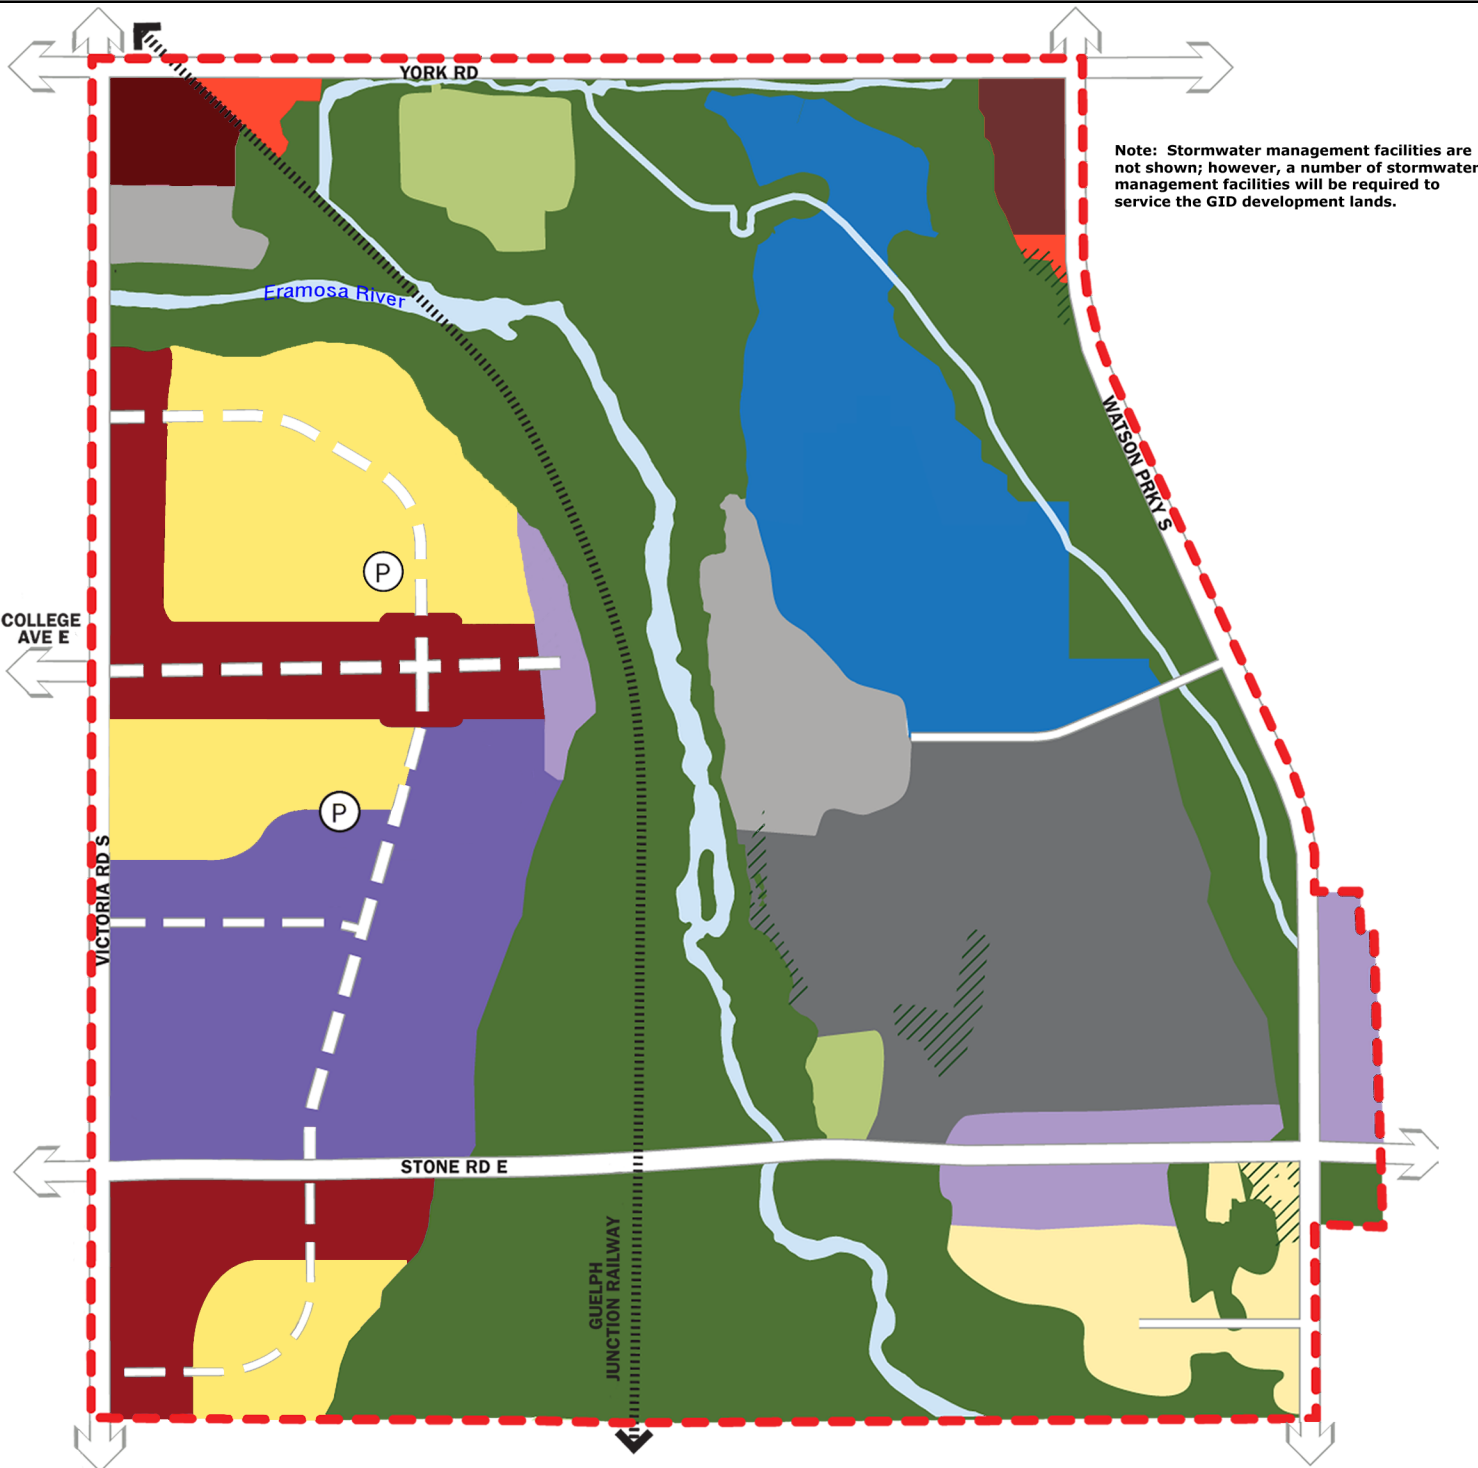 YORK RD
Note: Stormwater management facilities are
not shown; however, a number of stormwater
management facilities will be required to
service the GID development lands.
Eramosa River
WATSON PRKY S
P
COLLEGE
AVE E
P
VICTORIA RD S
STONE RD E
GUELPH
JUNCTION RAILWAY